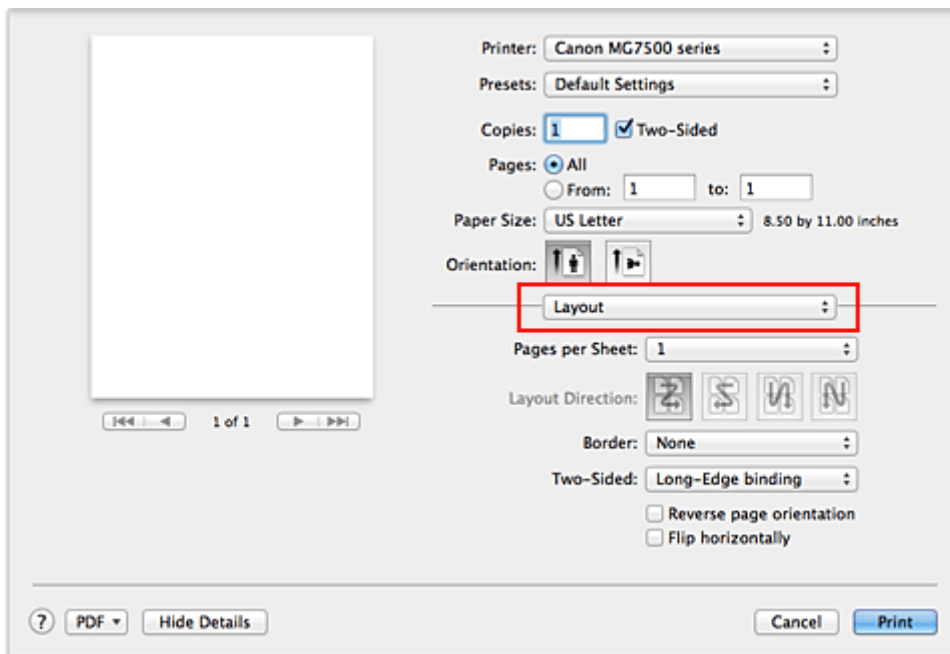 Printer: Canon MG7500 series
Presets: Default Settings
Copies: 1 Two-Sided
Pages: All
From: 1 to: 1
Paper Size: US Letter 8.50 by 11.00 inches
Orientation:
Layout
Pages per Sheet: 1
Layout Direction:
1 of 1
Border: None
Two-Sided: Long-Edge binding
Reverse page orientation
Flip horizontally
? PDF Hide Details Cancel Print